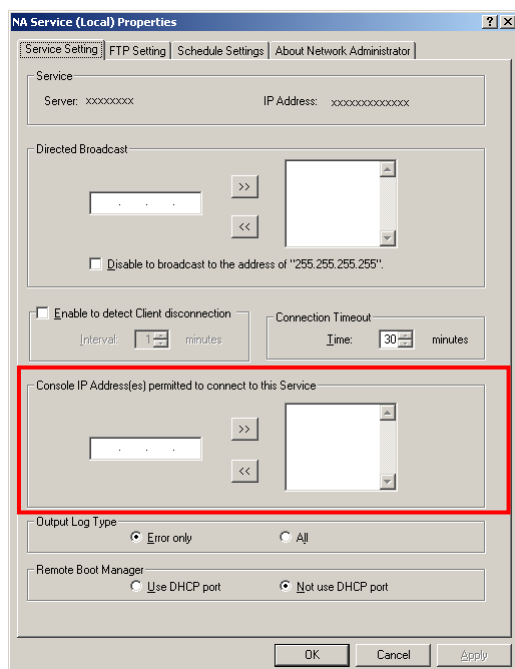 NA Service (Local) Properties ? X
Service Setting FTP Setting Schedule Settings About Network Administrator
Service
Server: xxxxxxxx IP Address: xxxxxxxxxxxxx
Directed Broadcast
. . . >>
<<
Disable to broadcast to the address of "255.255.255.255".
Enable to detect Client disconnection Connection Timeout
Interval: 1 minutes Time: 30 minutes
Console IP Address(es) permitted to connect to this Service
. . . >>
<<
Output Log Type
Error only All
Remote Boot Manager
Use DHCP port Not use DHCP port
OK Cancel Apply